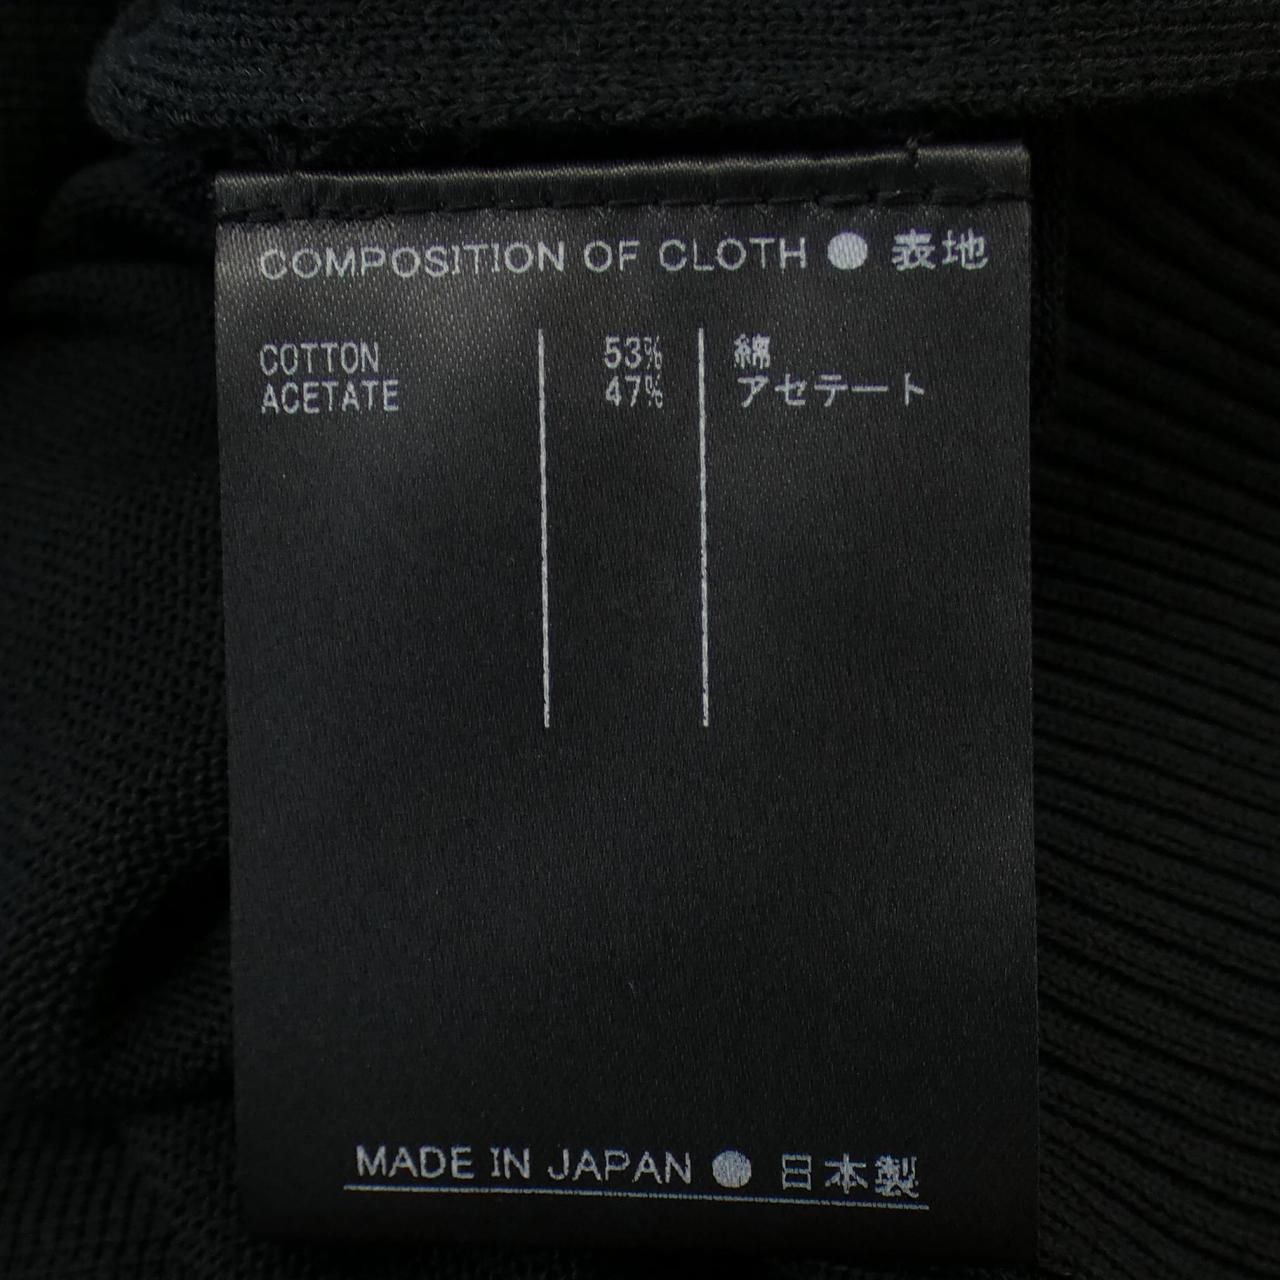 COMPOSITION OF CLOTH ● 表地
COTTON 53% 綿
ACETATE 47% アセテート
MADE IN JAPAN ● 日本製